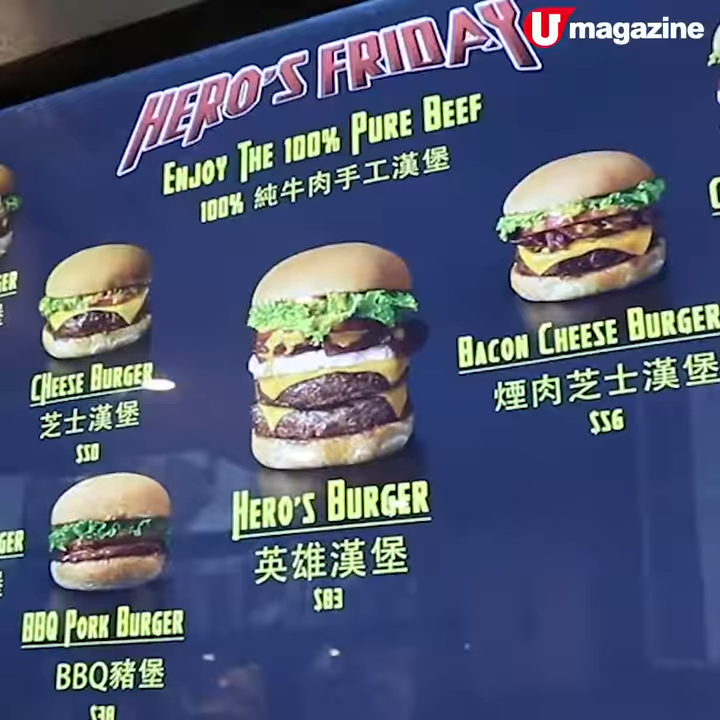 HERO'S FRIDAY
U magazine
ENJOY THE 100% PURE BEEF
100% 純牛肉手工漢堡
CHEESE BURGER
芝士漢堡
$50
HERO'S BURGER
英雄漢堡
$83
BACON CHEESE BURGER
煙肉芝士漢堡
$56
BBQ PORK BURGER
BBQ豬堡
$38